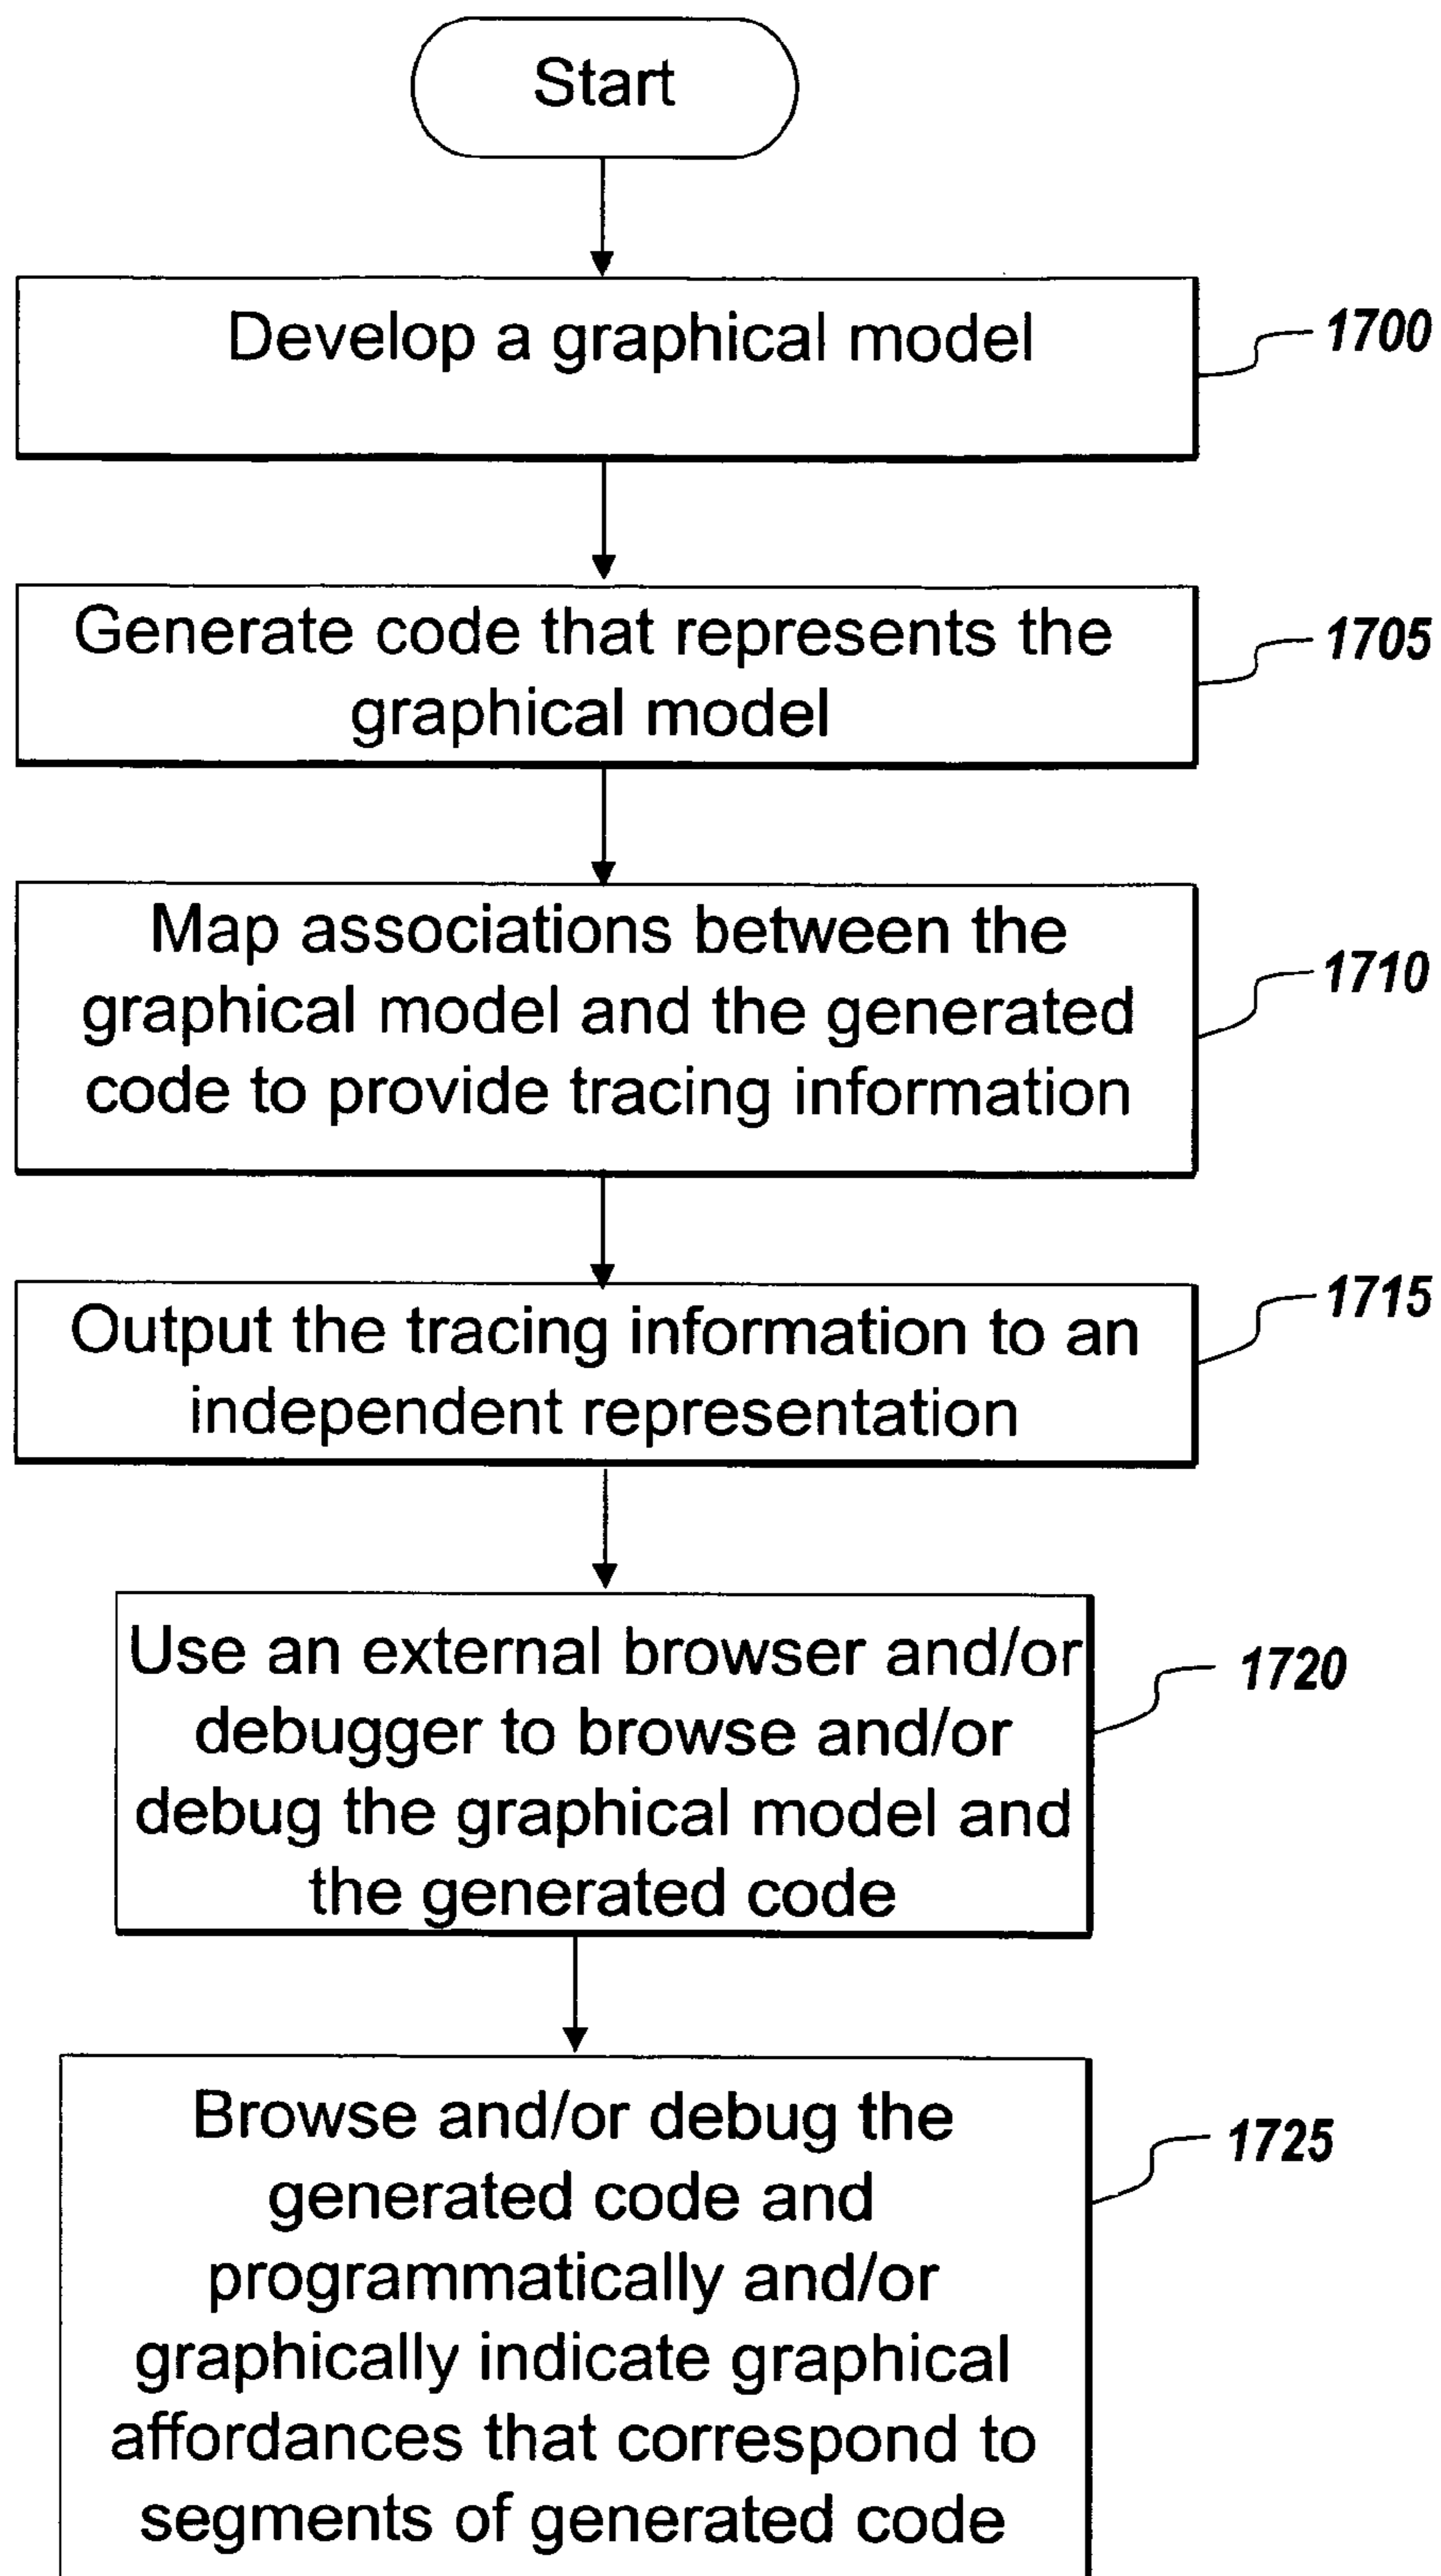 Start
Develop a graphical model
1700
Generate code that represents the
graphical model
1705
Map associations between the
graphical model and the generated
code to provide tracing information
1710
Output the tracing information to an
independent representation
1715
Use an external browser and/or
debugger to browse and/or
debug the graphical model and
the generated code
1720
Browse and/or debug the
generated code and
programmatically and/or
graphically indicate graphical
affordances that correspond to
segments of generated code
1725